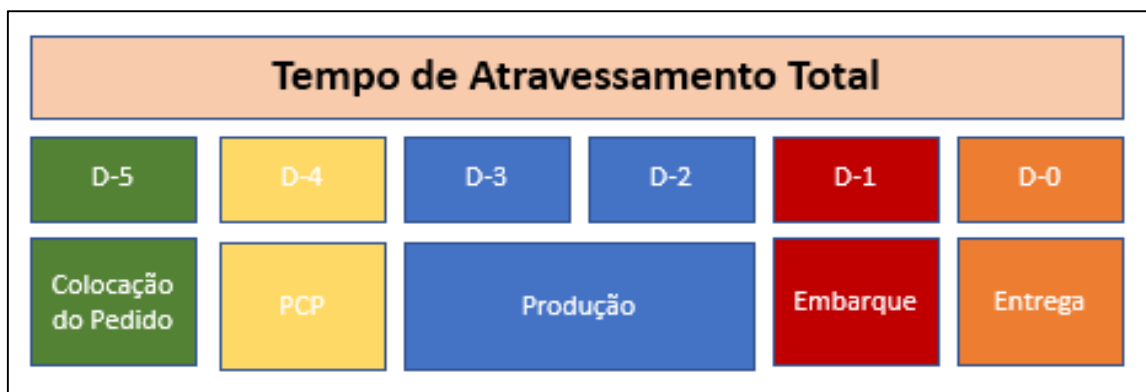 Tempo de Atravessamento Total
D-5
D-4
D-3
D-2
D-1
D-0
Colocação
do Pedido
PCP
Produção
Embarque
Entrega